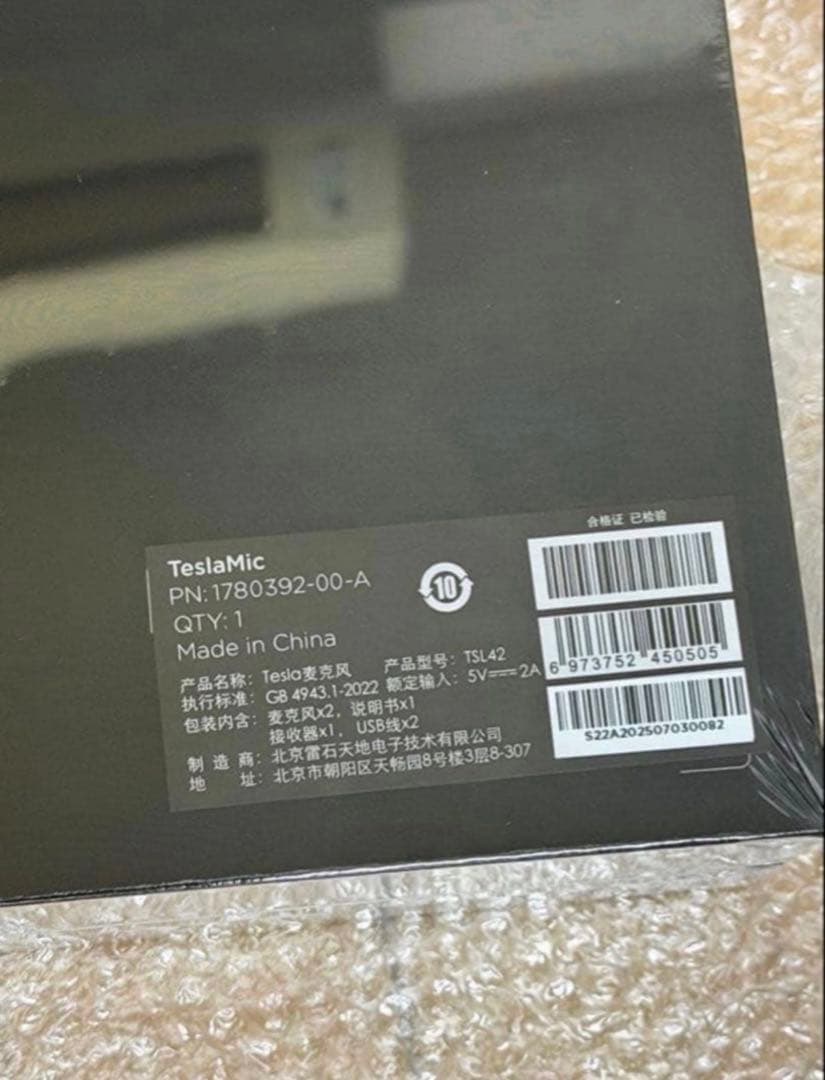 TeslaMic
PN: 1780392-00-A
QTY: 1
Made in China
10
产品名称: Tesla麦克风 产品型号: TSL42
执行标准: GB 4943.1-2022 额定输入: 5V⎓2A
包装内含: 麦克风x2, 说明书x1
接收器x1, USB线x2
制造商: 北京雷石天地电子技术有限公司
地址: 北京市朝阳区天畅园8号楼3层8-307
合格证 已检验
6 973752 450505
S22A202507030082